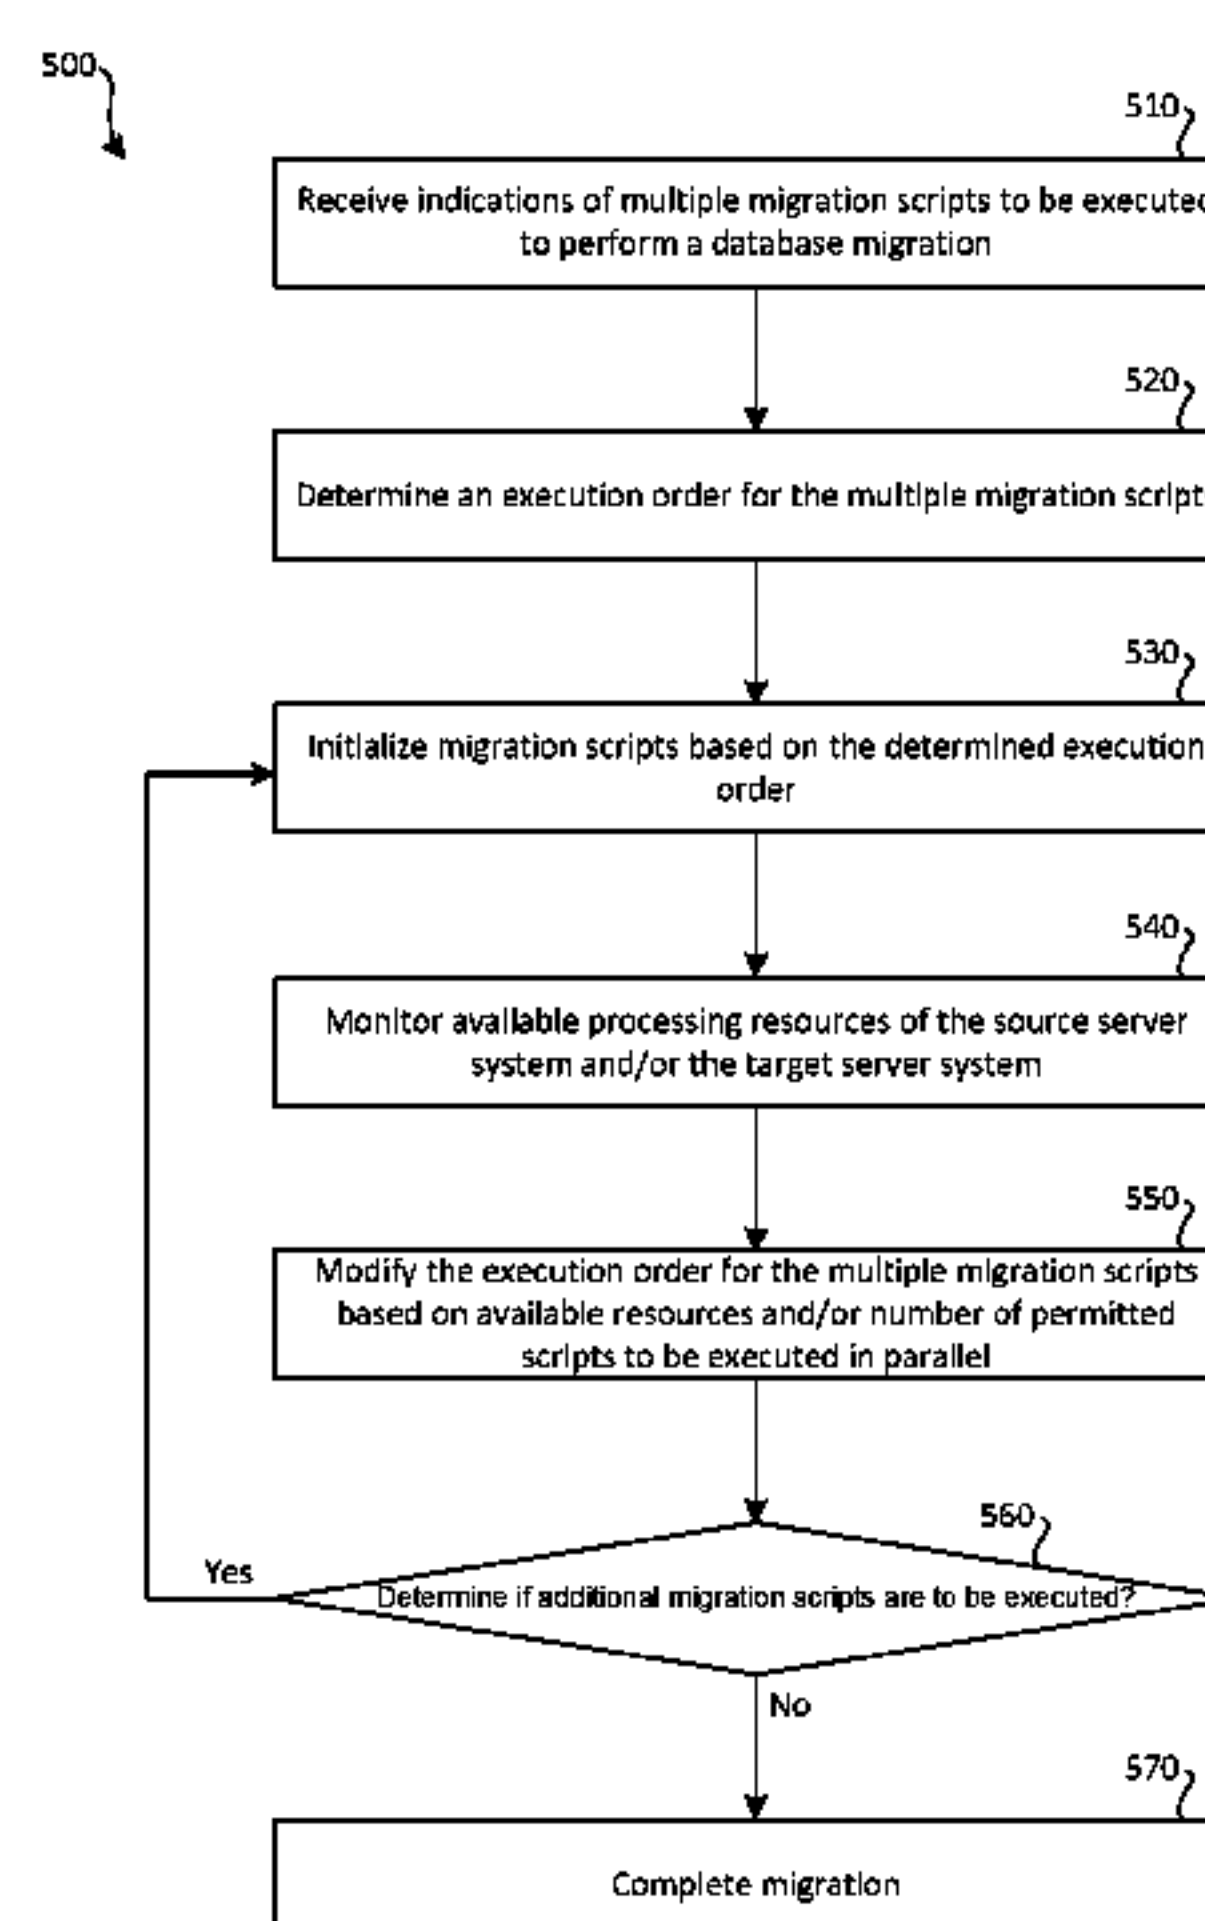 500
510
Receive indications of multiple migration scripts to be executed
to perform a database migration
520
Determine an execution order for the multiple migration script
530
Initialize migration scripts based on the determined execution
order
540
Monitor available processing resources of the source server
system and/or the target server system
550
Modify the execution order for the multiple migration scripts
based on available resources and/or number of permitted
scripts to be executed in parallel
560
Yes
Determine if additional migration scripts are to be executed?
No
570
Complete migration